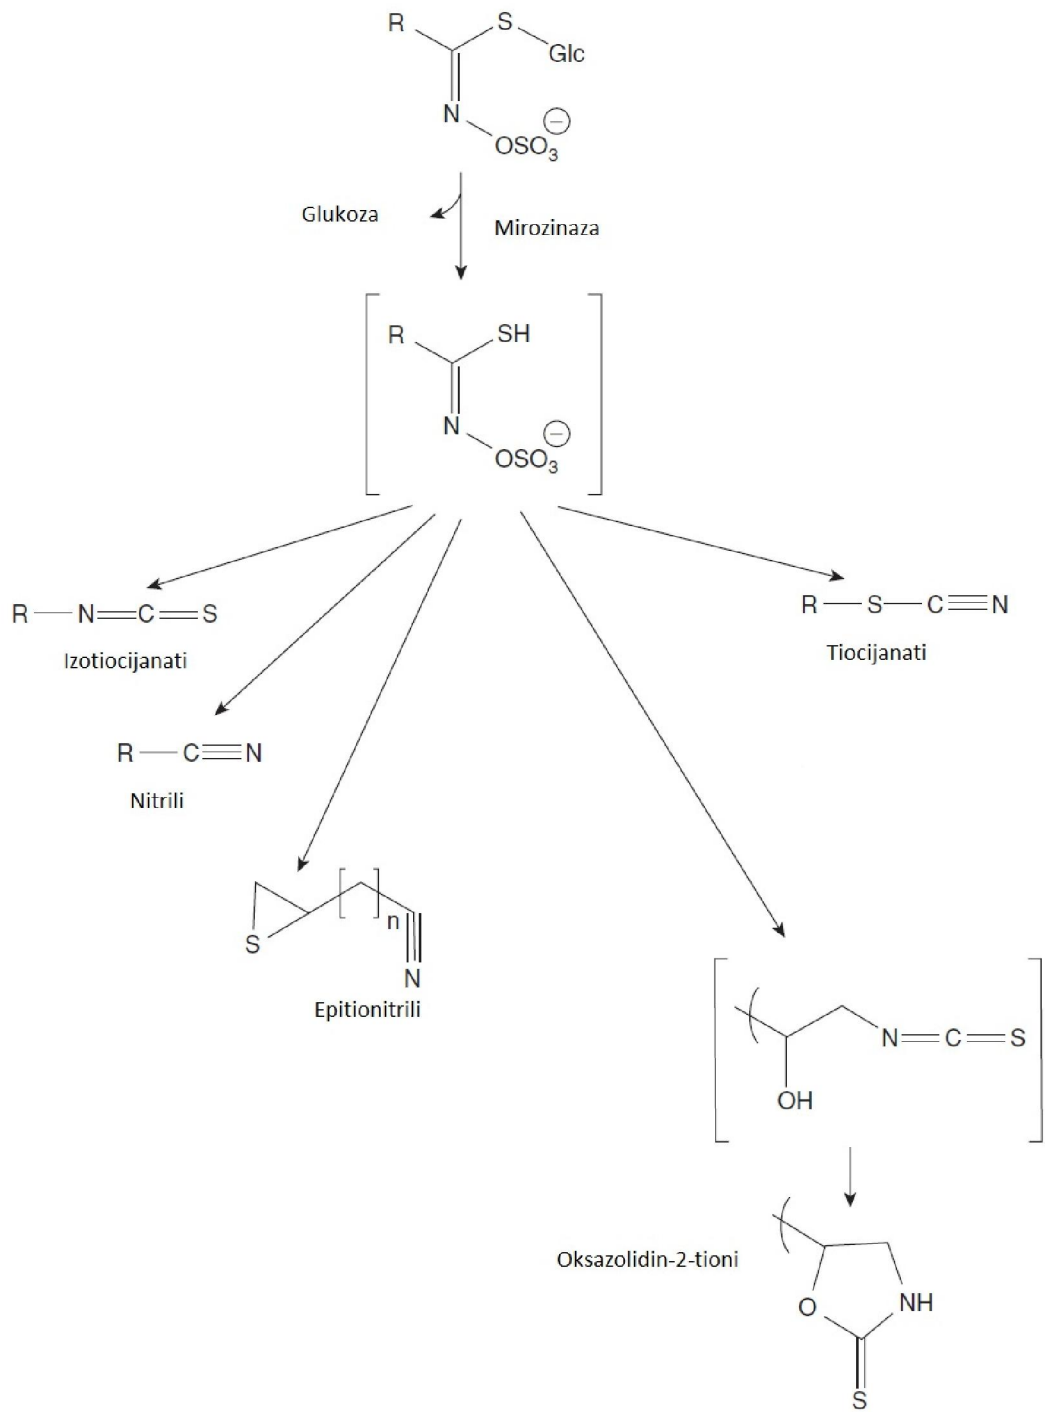 R S
Glc
N
OSO3 −
Glukoza
Mirozinaza
R SH
N
OSO3 −
R—N=C=S
Izotiocijanati
R—S—C≡N
Tiocijanati
R—C≡N
Nitrili
S
n
N
Epitionitrili
N=C=S
OH
Oksazolidin-2-tioni
O
NH
S